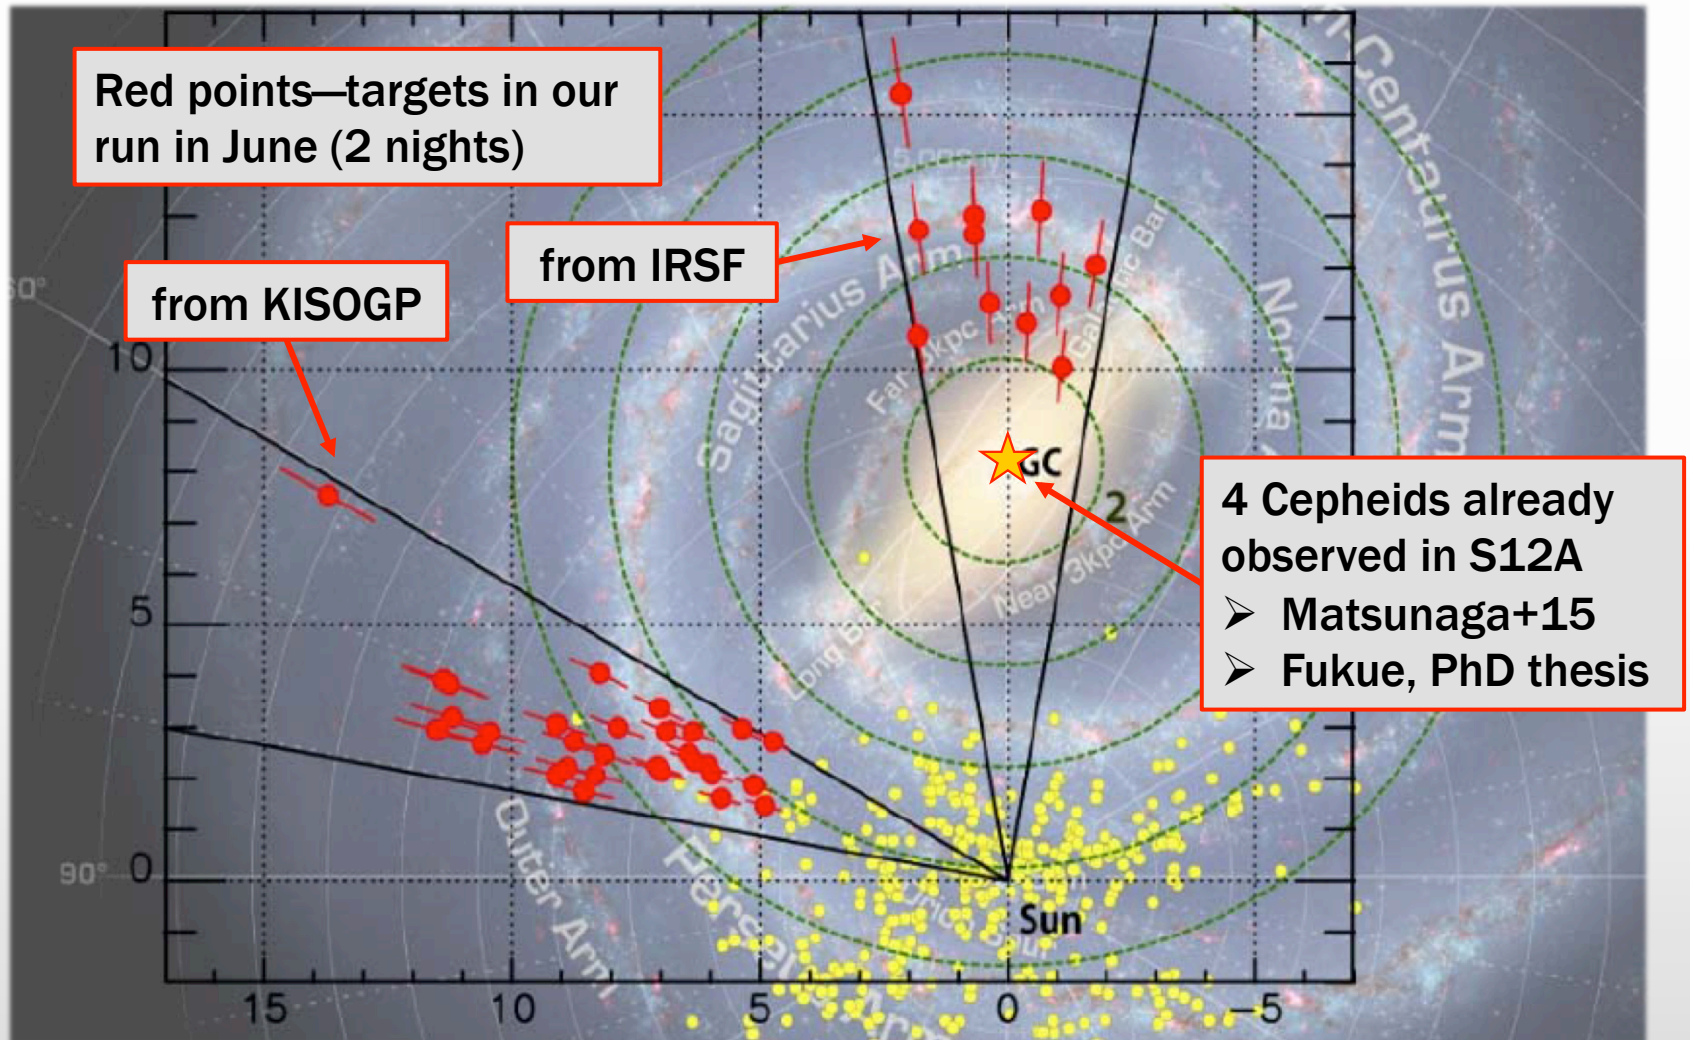 Red points—targets in our
run in June (2 nights)
from IRSF
from KISOGP
4 Cepheids already
observed in S12A
➢ Matsunaga+15
➢ Fukue, PhD thesis
GC
2
Sun
Sagittarius Arm
Far 3kpc Arm
Galactic Bar
Near 3kpc Arm
Long Bar
Norma
Centaurus Arm
Outer Arm
Perseus Arm
90°
10
5
0
15
10
5
0
-5